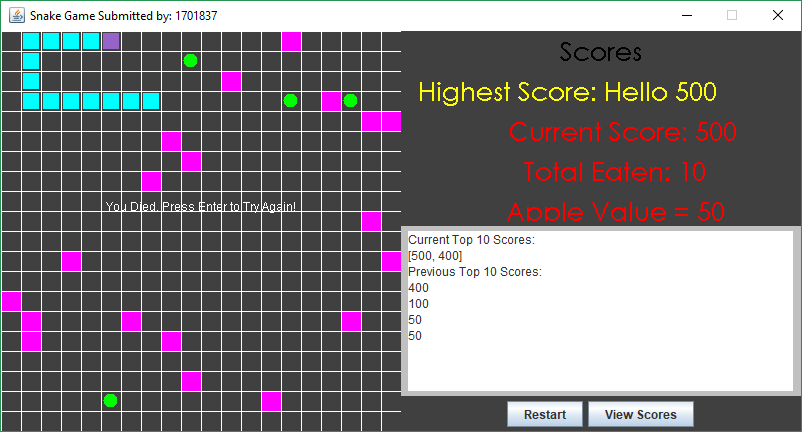 Snake Game Submitted by: 1701837
You Died, Press Enter to Try Again!
Scores
Highest Score: Hello 500
Current Score: 500
Total Eaten: 10
Apple Value = 50
Current Top 10 Scores:
[500, 400]
Previous Top 10 Scores:
400
100
50
50
Restart
View Scores